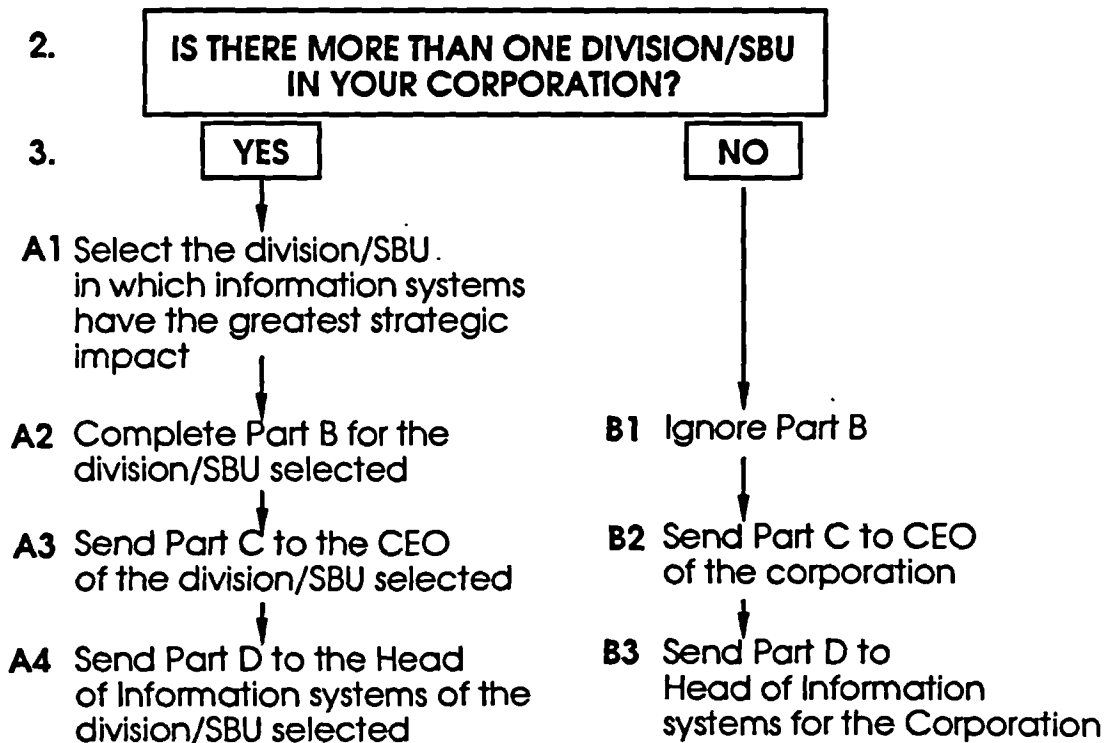 2. IS THERE MORE THAN ONE DIVISION/SBU
IN YOUR CORPORATION?
3. YES NO
A1 Select the division/SBU
in which information systems
have the greatest strategic
impact
A2 Complete Part B for the
division/SBU selected
A3 Send Part C to the CEO
of the division/SBU selected
A4 Send Part D to the Head
of Information systems of the
division/SBU selected
B1 Ignore Part B
B2 Send Part C to CEO
of the corporation
B3 Send Part D to
Head of Information
systems for the Corporation